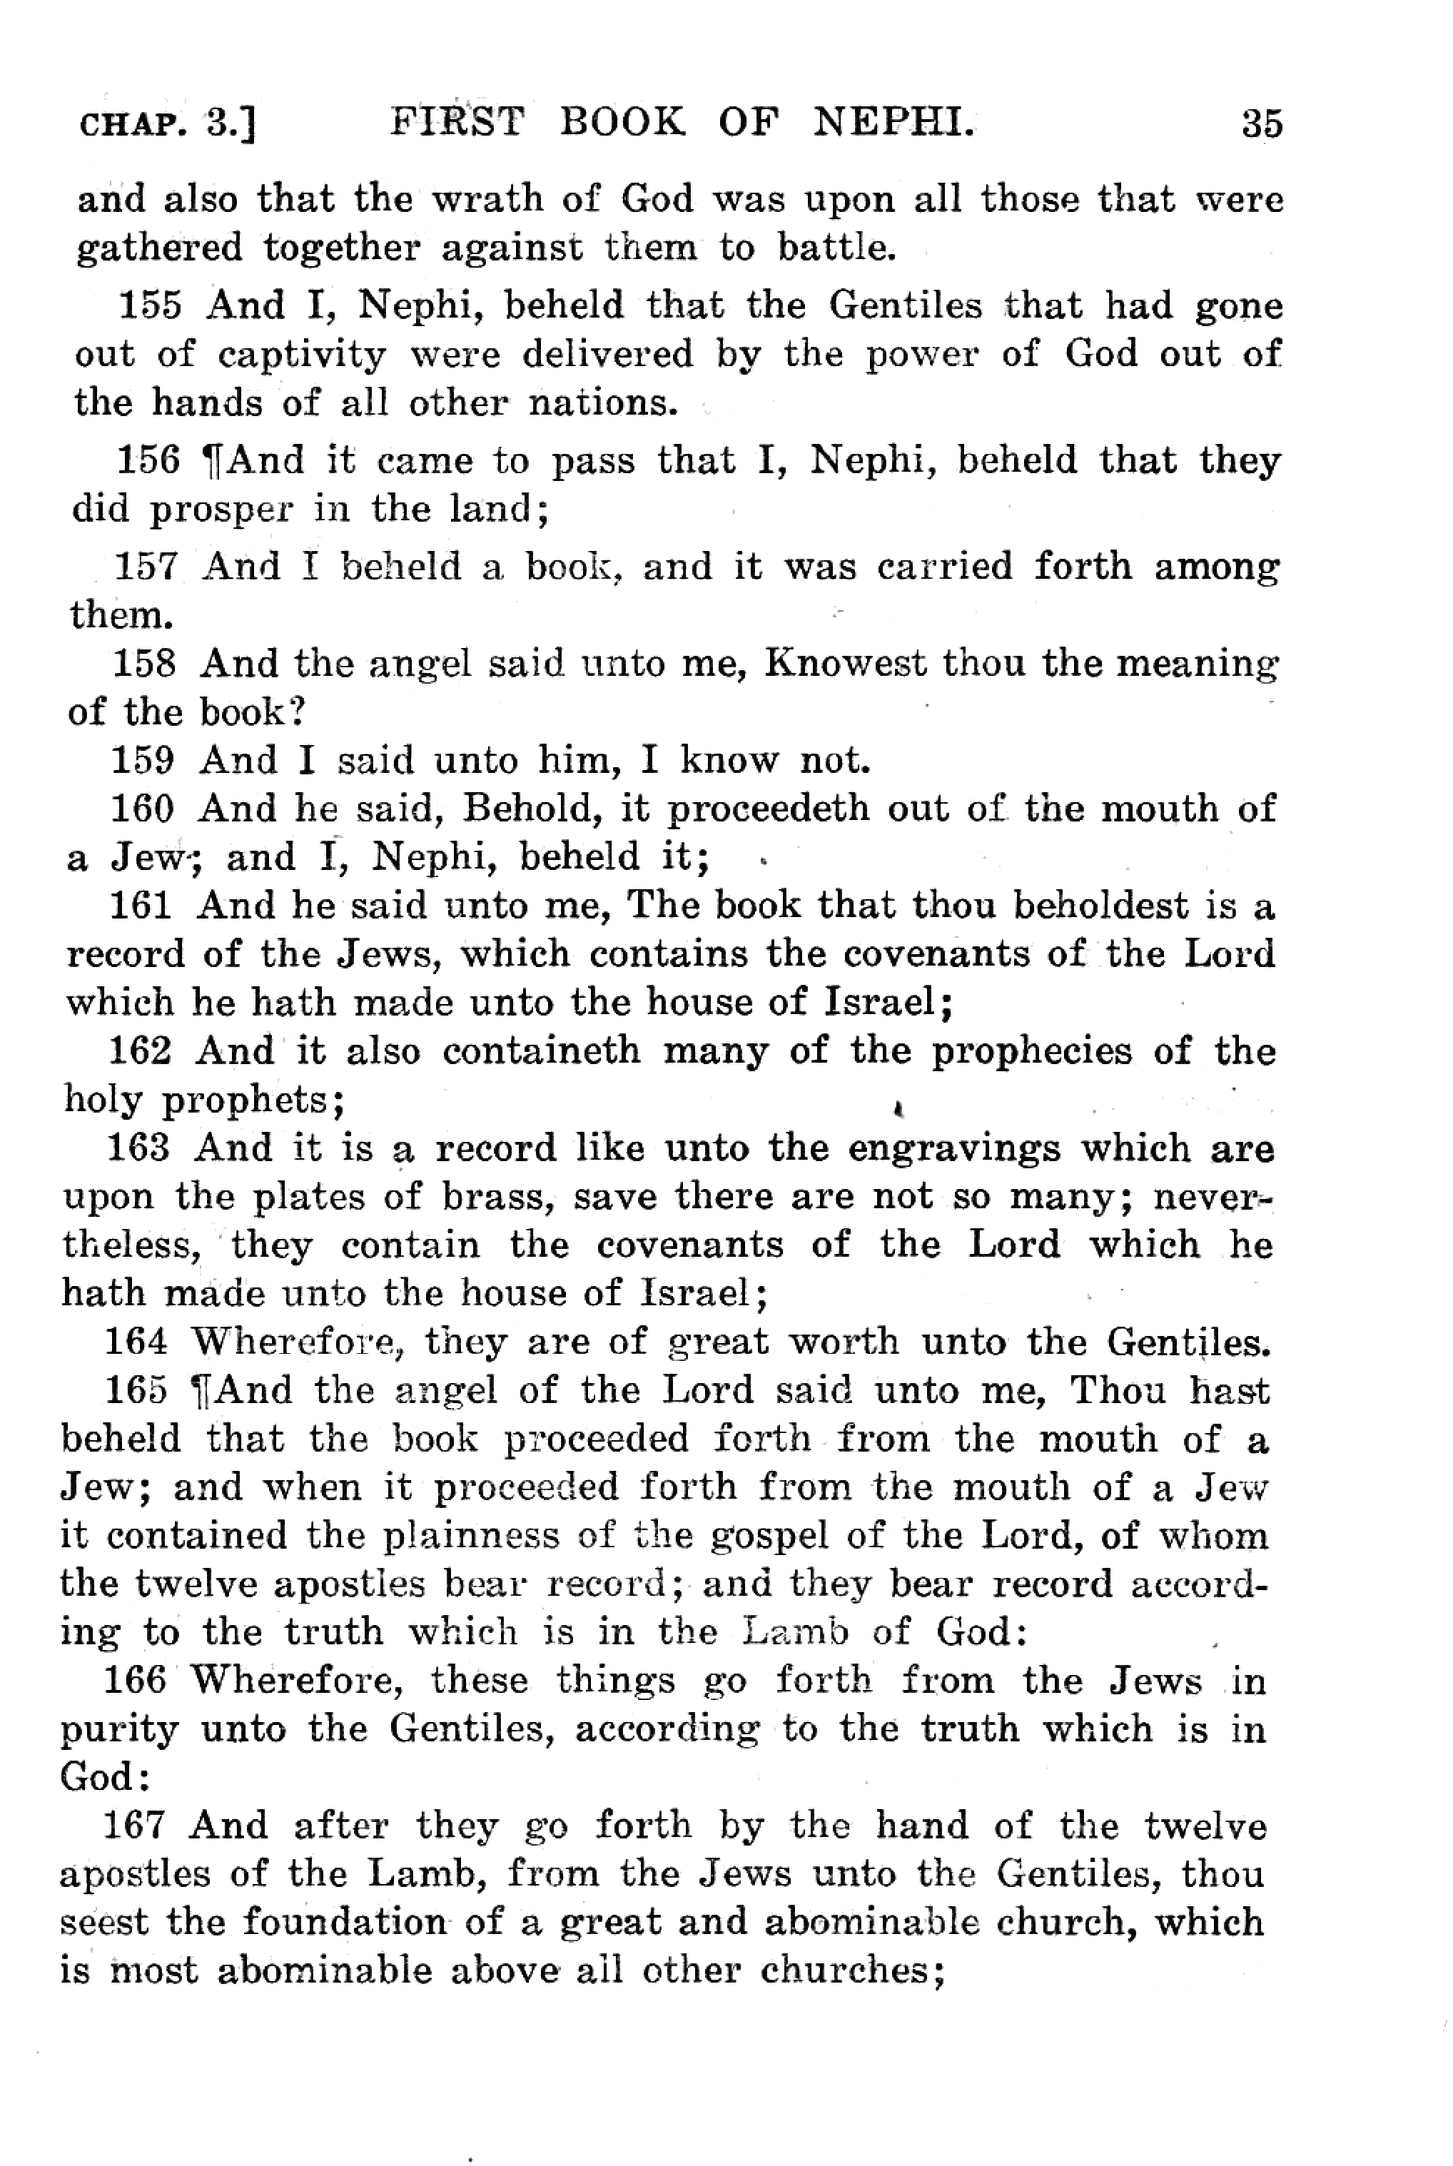 CHAP. 3.] FIRST BOOK OF NEPHI. 35
and also that the wrath of God was upon all those that were
gathered together against them to battle.
155 And I, Nephi, beheld that the Gentiles that had gone
out of captivity were delivered by the power of God out of
the hands of all other nations.
156 ¶And it came to pass that I, Nephi, beheld that they
did prosper in the land;
157 And I beheld a book, and it was carried forth among
them.
158 And the angel said unto me, Knowest thou the meaning
of the book?
159 And I said unto him, I know not.
160 And he said, Behold, it proceedeth out of the mouth of
a Jew; and I, Nephi, beheld it;
161 And he said unto me, The book that thou beholdest is a
record of the Jews, which contains the covenants of the Lord
which he hath made unto the house of Israel;
162 And it also containeth many of the prophecies of the
holy prophets;
163 And it is a record like unto the engravings which are
upon the plates of brass, save there are not so many; never-
theless, they contain the covenants of the Lord which he
hath made unto the house of Israel;
164 Wherefore, they are of great worth unto the Gentiles.
165 ¶And the angel of the Lord said unto me, Thou hast
beheld that the book proceeded forth from the mouth of a
Jew; and when it proceeded forth from the mouth of a Jew
it contained the plainness of the gospel of the Lord, of whom
the twelve apostles bear record; and they bear record accord-
ing to the truth which is in the Lamb of God:
166 Wherefore, these things go forth from the Jews in
purity unto the Gentiles, according to the truth which is in
God:
167 And after they go forth by the hand of the twelve
apostles of the Lamb, from the Jews unto the Gentiles, thou
seest the foundation of a great and abominable church, which
is most abominable above all other churches;